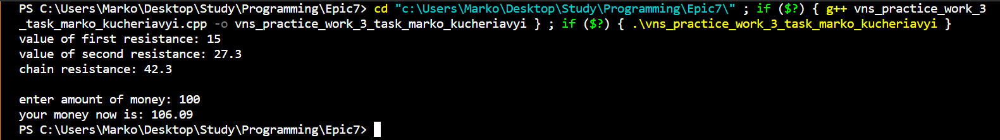 PS C:\Users\Marko\Desktop\Study\Programming\Epic7> cd "c:\Users\Marko\Desktop\Study\Programming\Epic7\" ; if ($?) { g++ vns_practice_work_3
_task_marko_kucheriavyi.cpp -o vns_practice_work_3_task_marko_kucheriavyi } ; if ($?) { .\vns_practice_work_3_task_marko_kucheriavyi }
value of first resistance: 15
value of second resistance: 27.3
chain resistance: 42.3
enter amount of money: 100
your money now is: 106.09
PS C:\Users\Marko\Desktop\Study\Programming\Epic7>